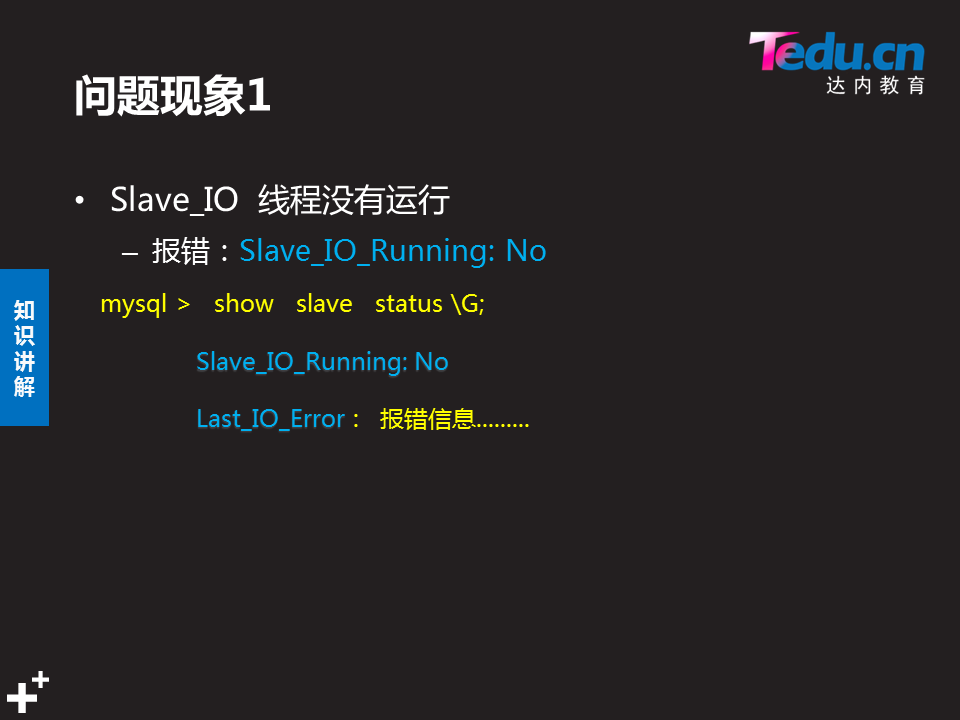 Tedu.cn
达内教育
问题现象1
• Slave_IO 线程没有运行
– 报错：Slave_IO_Running: No
mysql > show slave status \G;
Slave_IO_Running: No
Last_IO_Error： 报错信息.........
知识讲解